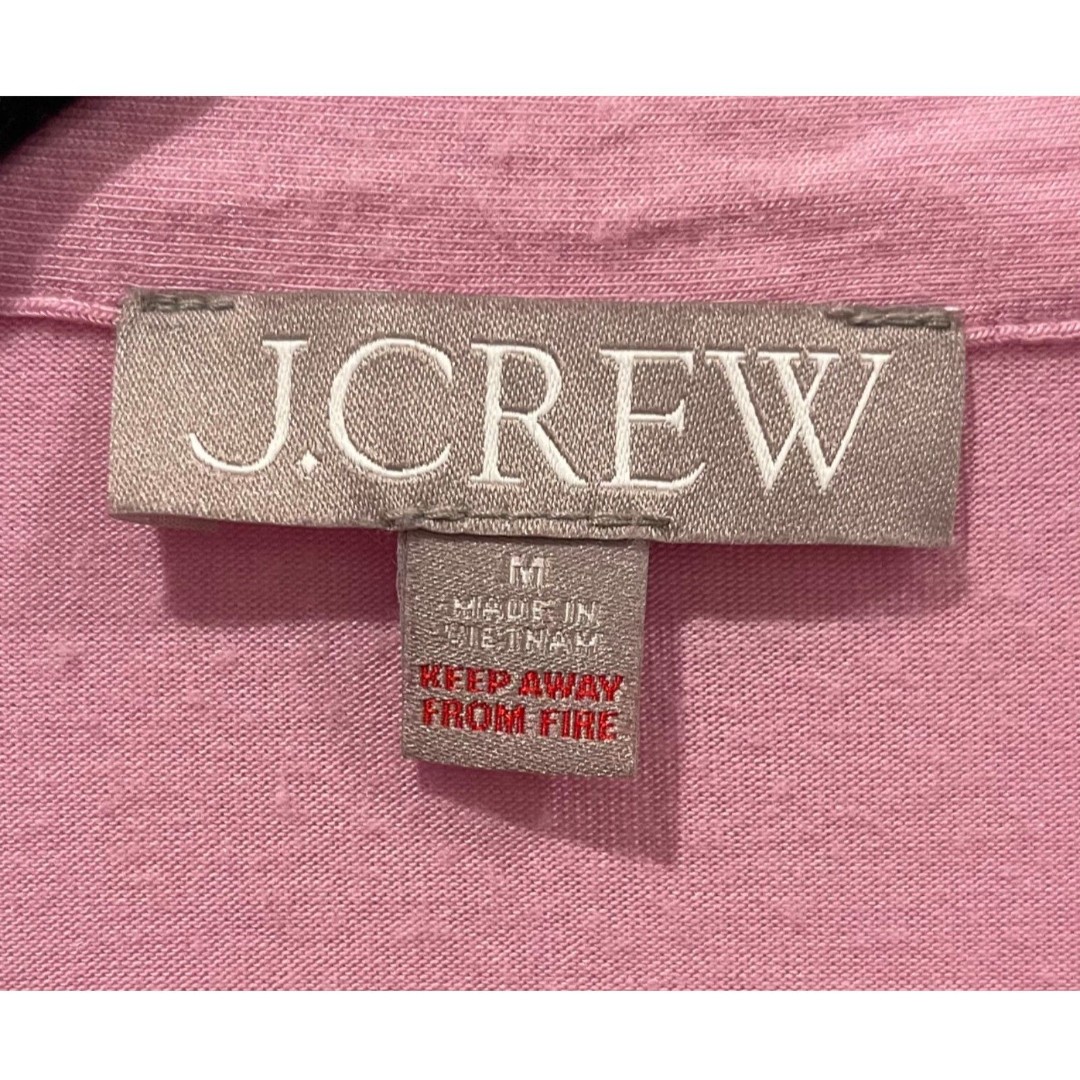 J.CREW
M
MADE IN
VIETNAM
KEEP AWAY
FROM FIRE